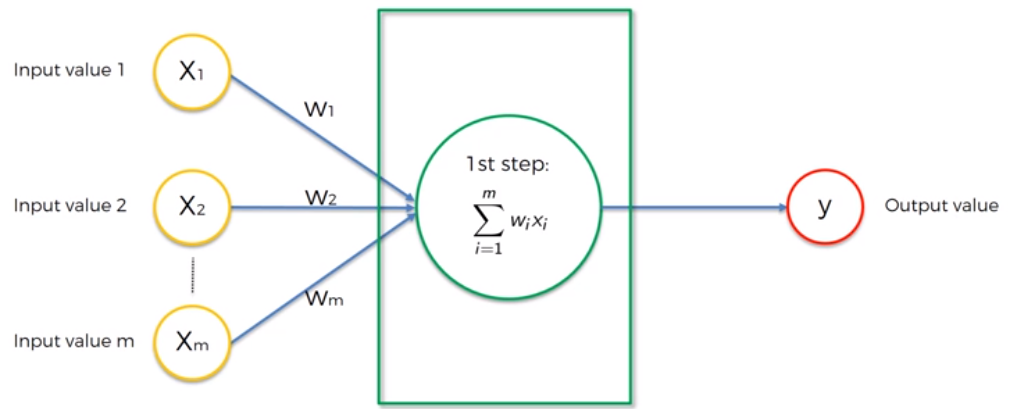 Input value 1
X₁
W₁
1st step:
Input value 2
X₂
W₂
m
∑ wᵢxᵢ
i=1
y
Output value
Wₘ
Input value m
Xₘ